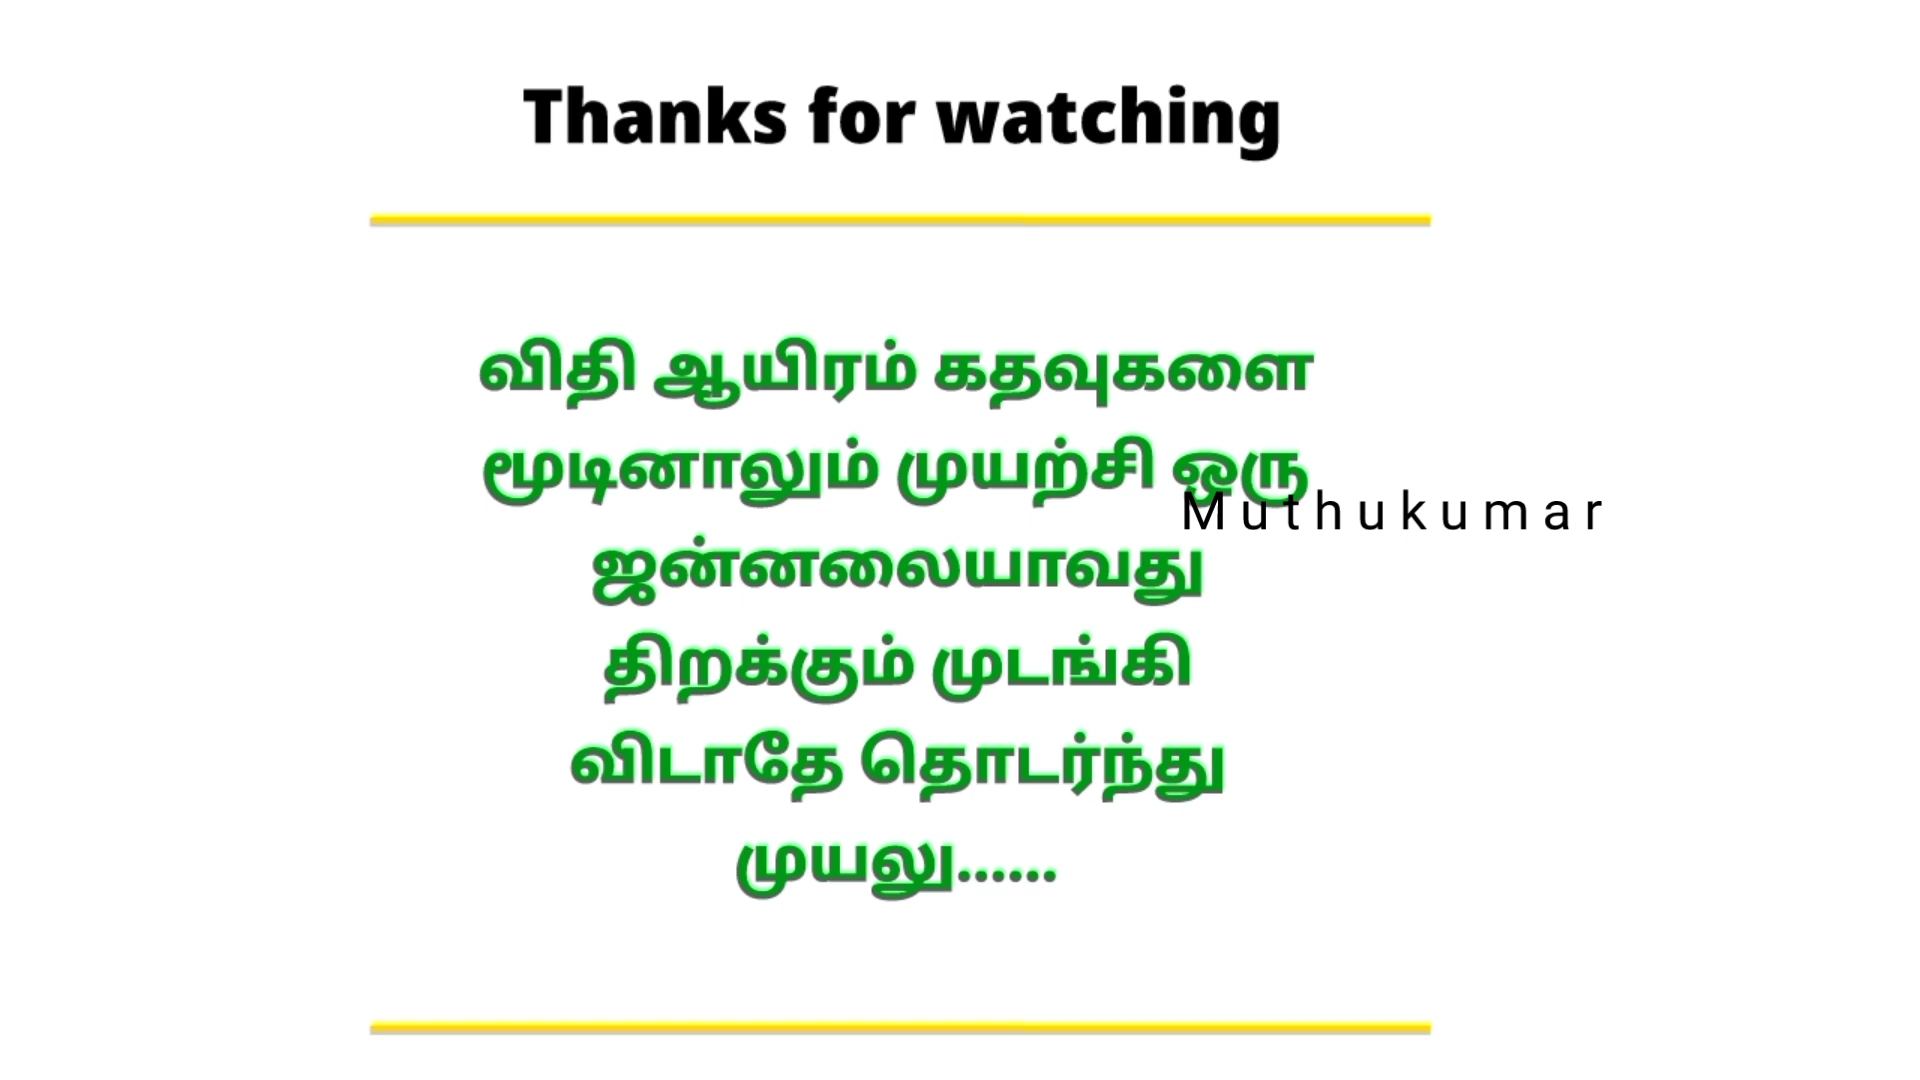 Thanks for watching
விதி ஆயிரம் கதவுகளை
மூடினாலும் முயற்சி ஒரு
Muthukumar
ஜன்னலையாவது
திறக்கும் முடங்கி
விடாதே தொடர்ந்து
முயலு......